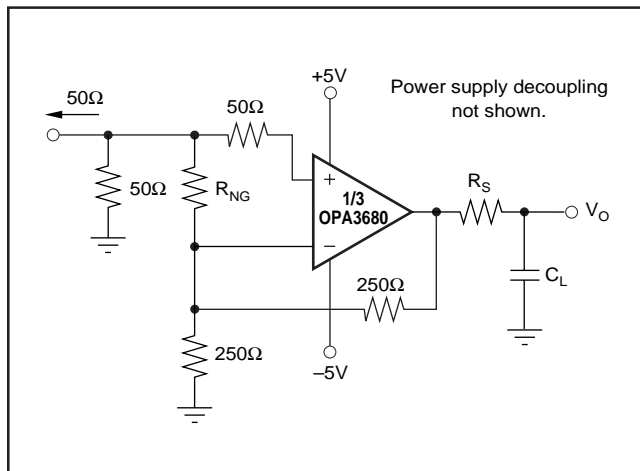 +5V
Power supply decoupling
not shown.
50Ω
50Ω
50Ω
R_NG
+
1/3
OPA3680
–
R_S
V_O
C_L
250Ω
250Ω
–5V